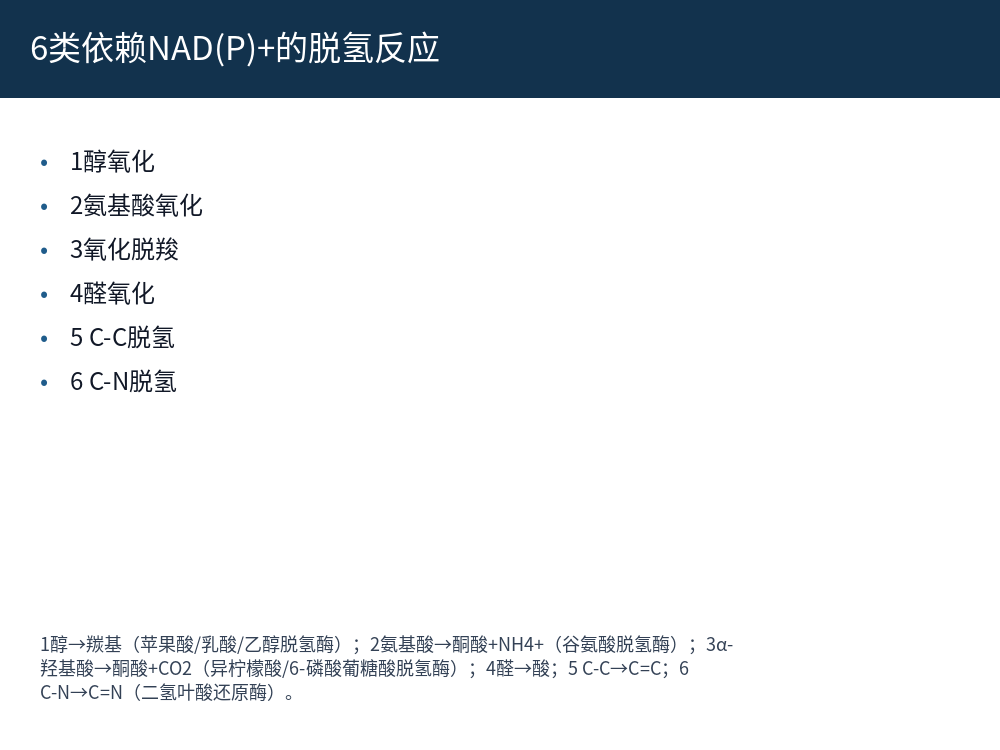 6类依赖NAD(P)+的脱氢反应
• 1醇氧化
• 2氨基酸氧化
• 3氧化脱羧
• 4醛氧化
• 5 C-C脱氢
• 6 C-N脱氢
1醇→羰基（苹果酸/乳酸/乙醇脱氢酶）；2氨基酸→酮酸+NH4+（谷氨酸脱氢酶）；3α-
羟基酸→酮酸+CO2（异柠檬酸/6-磷酸葡糖酸脱氢酶）；4醛→酸；5 C-C→C=C；6
C-N→C=N（二氢叶酸还原酶）。